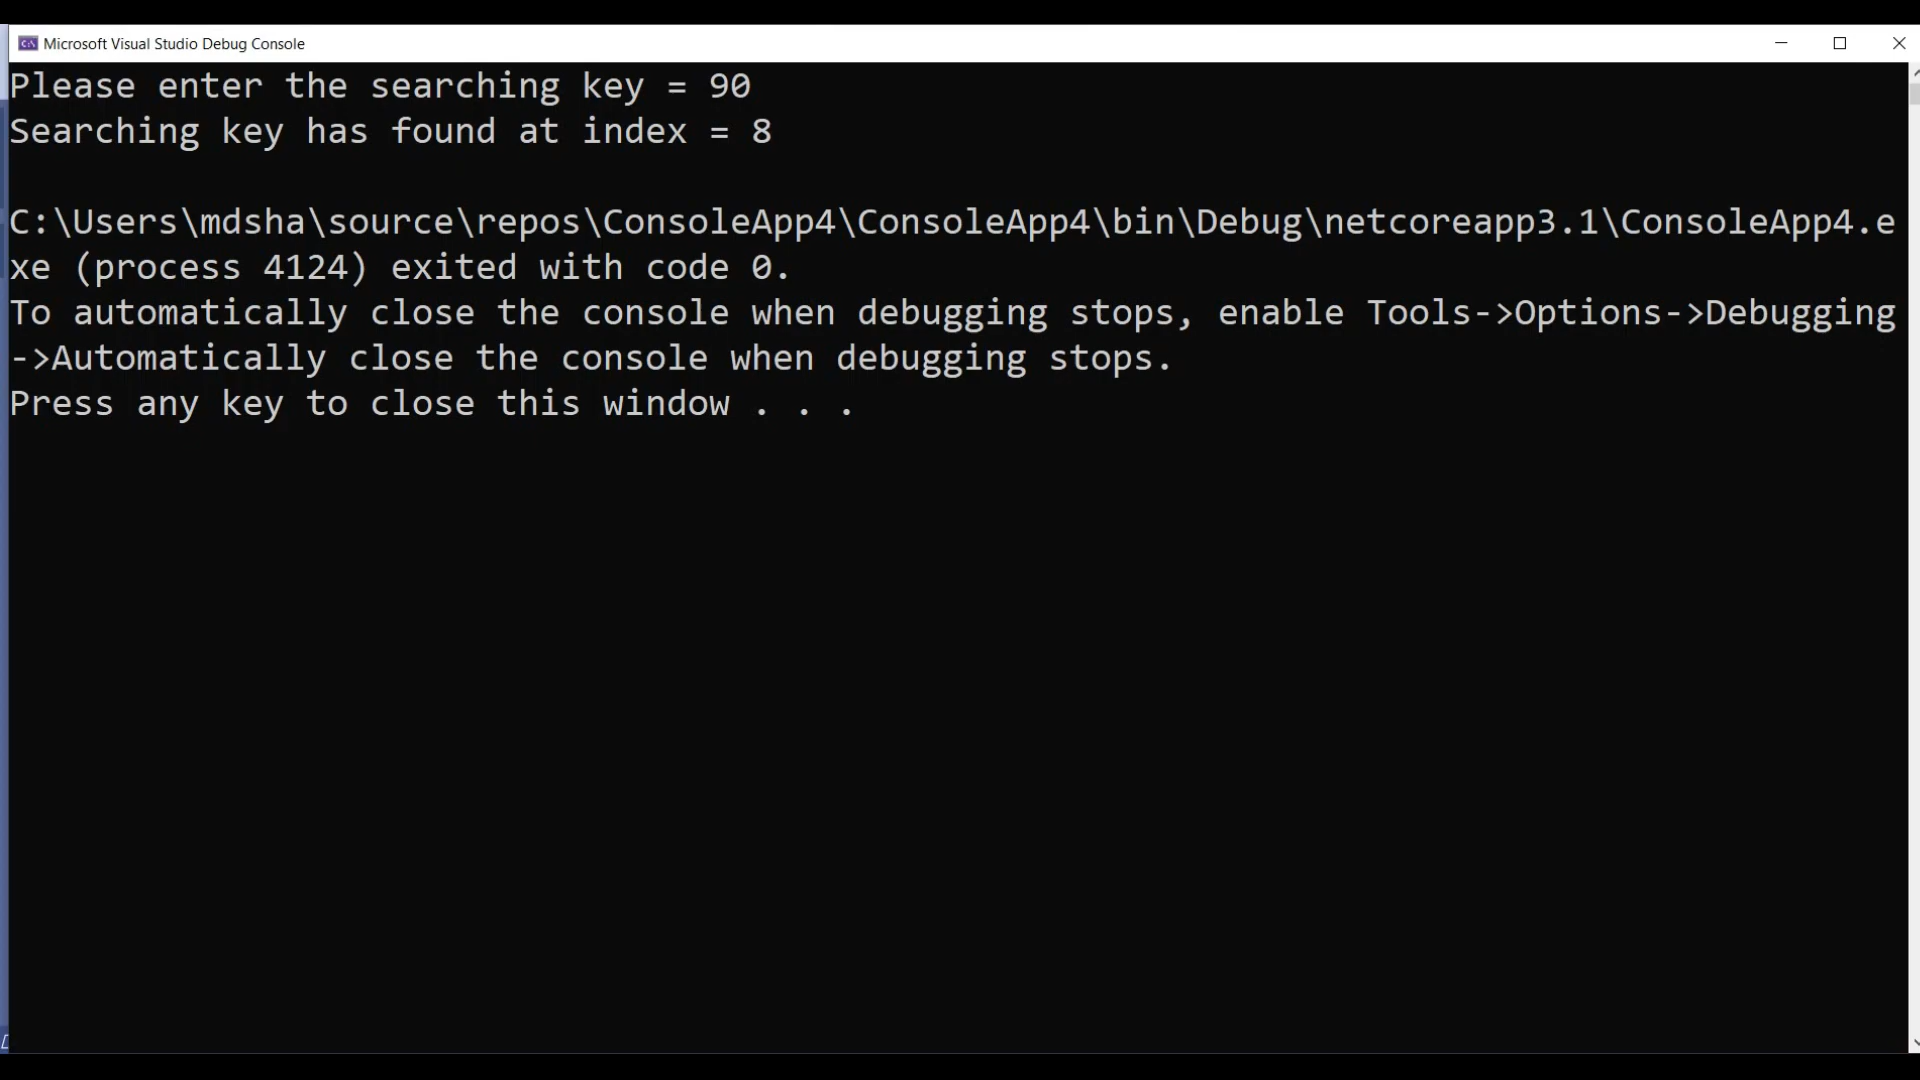 Microsoft Visual Studio Debug Console
Please enter the searching key = 90
Searching key has found at index = 8
C:\Users\mdsha\source\repos\ConsoleApp4\ConsoleApp4\bin\Debug\netcoreapp3.1\ConsoleApp4.e
xe (process 4124) exited with code 0.
To automatically close the console when debugging stops, enable Tools->Options->Debugging
->Automatically close the console when debugging stops.
Press any key to close this window . . .